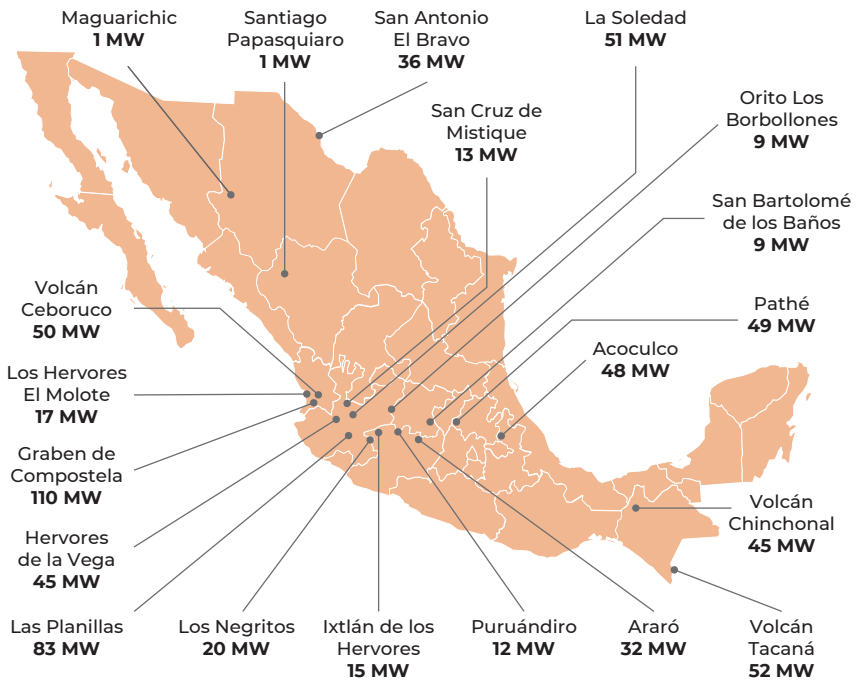 Maguarichic
1 MW
Santiago
Papasquiaro
1 MW
San Antonio
El Bravo
36 MW
La Soledad
51 MW
San Cruz de
Mistique
13 MW
Orito Los
Borbollones
9 MW
San Bartolomé
de los Baños
9 MW
Pathé
49 MW
Acoculco
48 MW
Volcán
Ceboruco
50 MW
Los Hervores
El Molote
17 MW
Graben de
Compostela
110 MW
Hervores
de la Vega
45 MW
Volcán
Chinchonal
45 MW
Las Planillas
83 MW
Los Negritos
20 MW
Ixtlán de los
Hervores
15 MW
Puruándiro
12 MW
Araró
32 MW
Volcán
Tacaná
52 MW